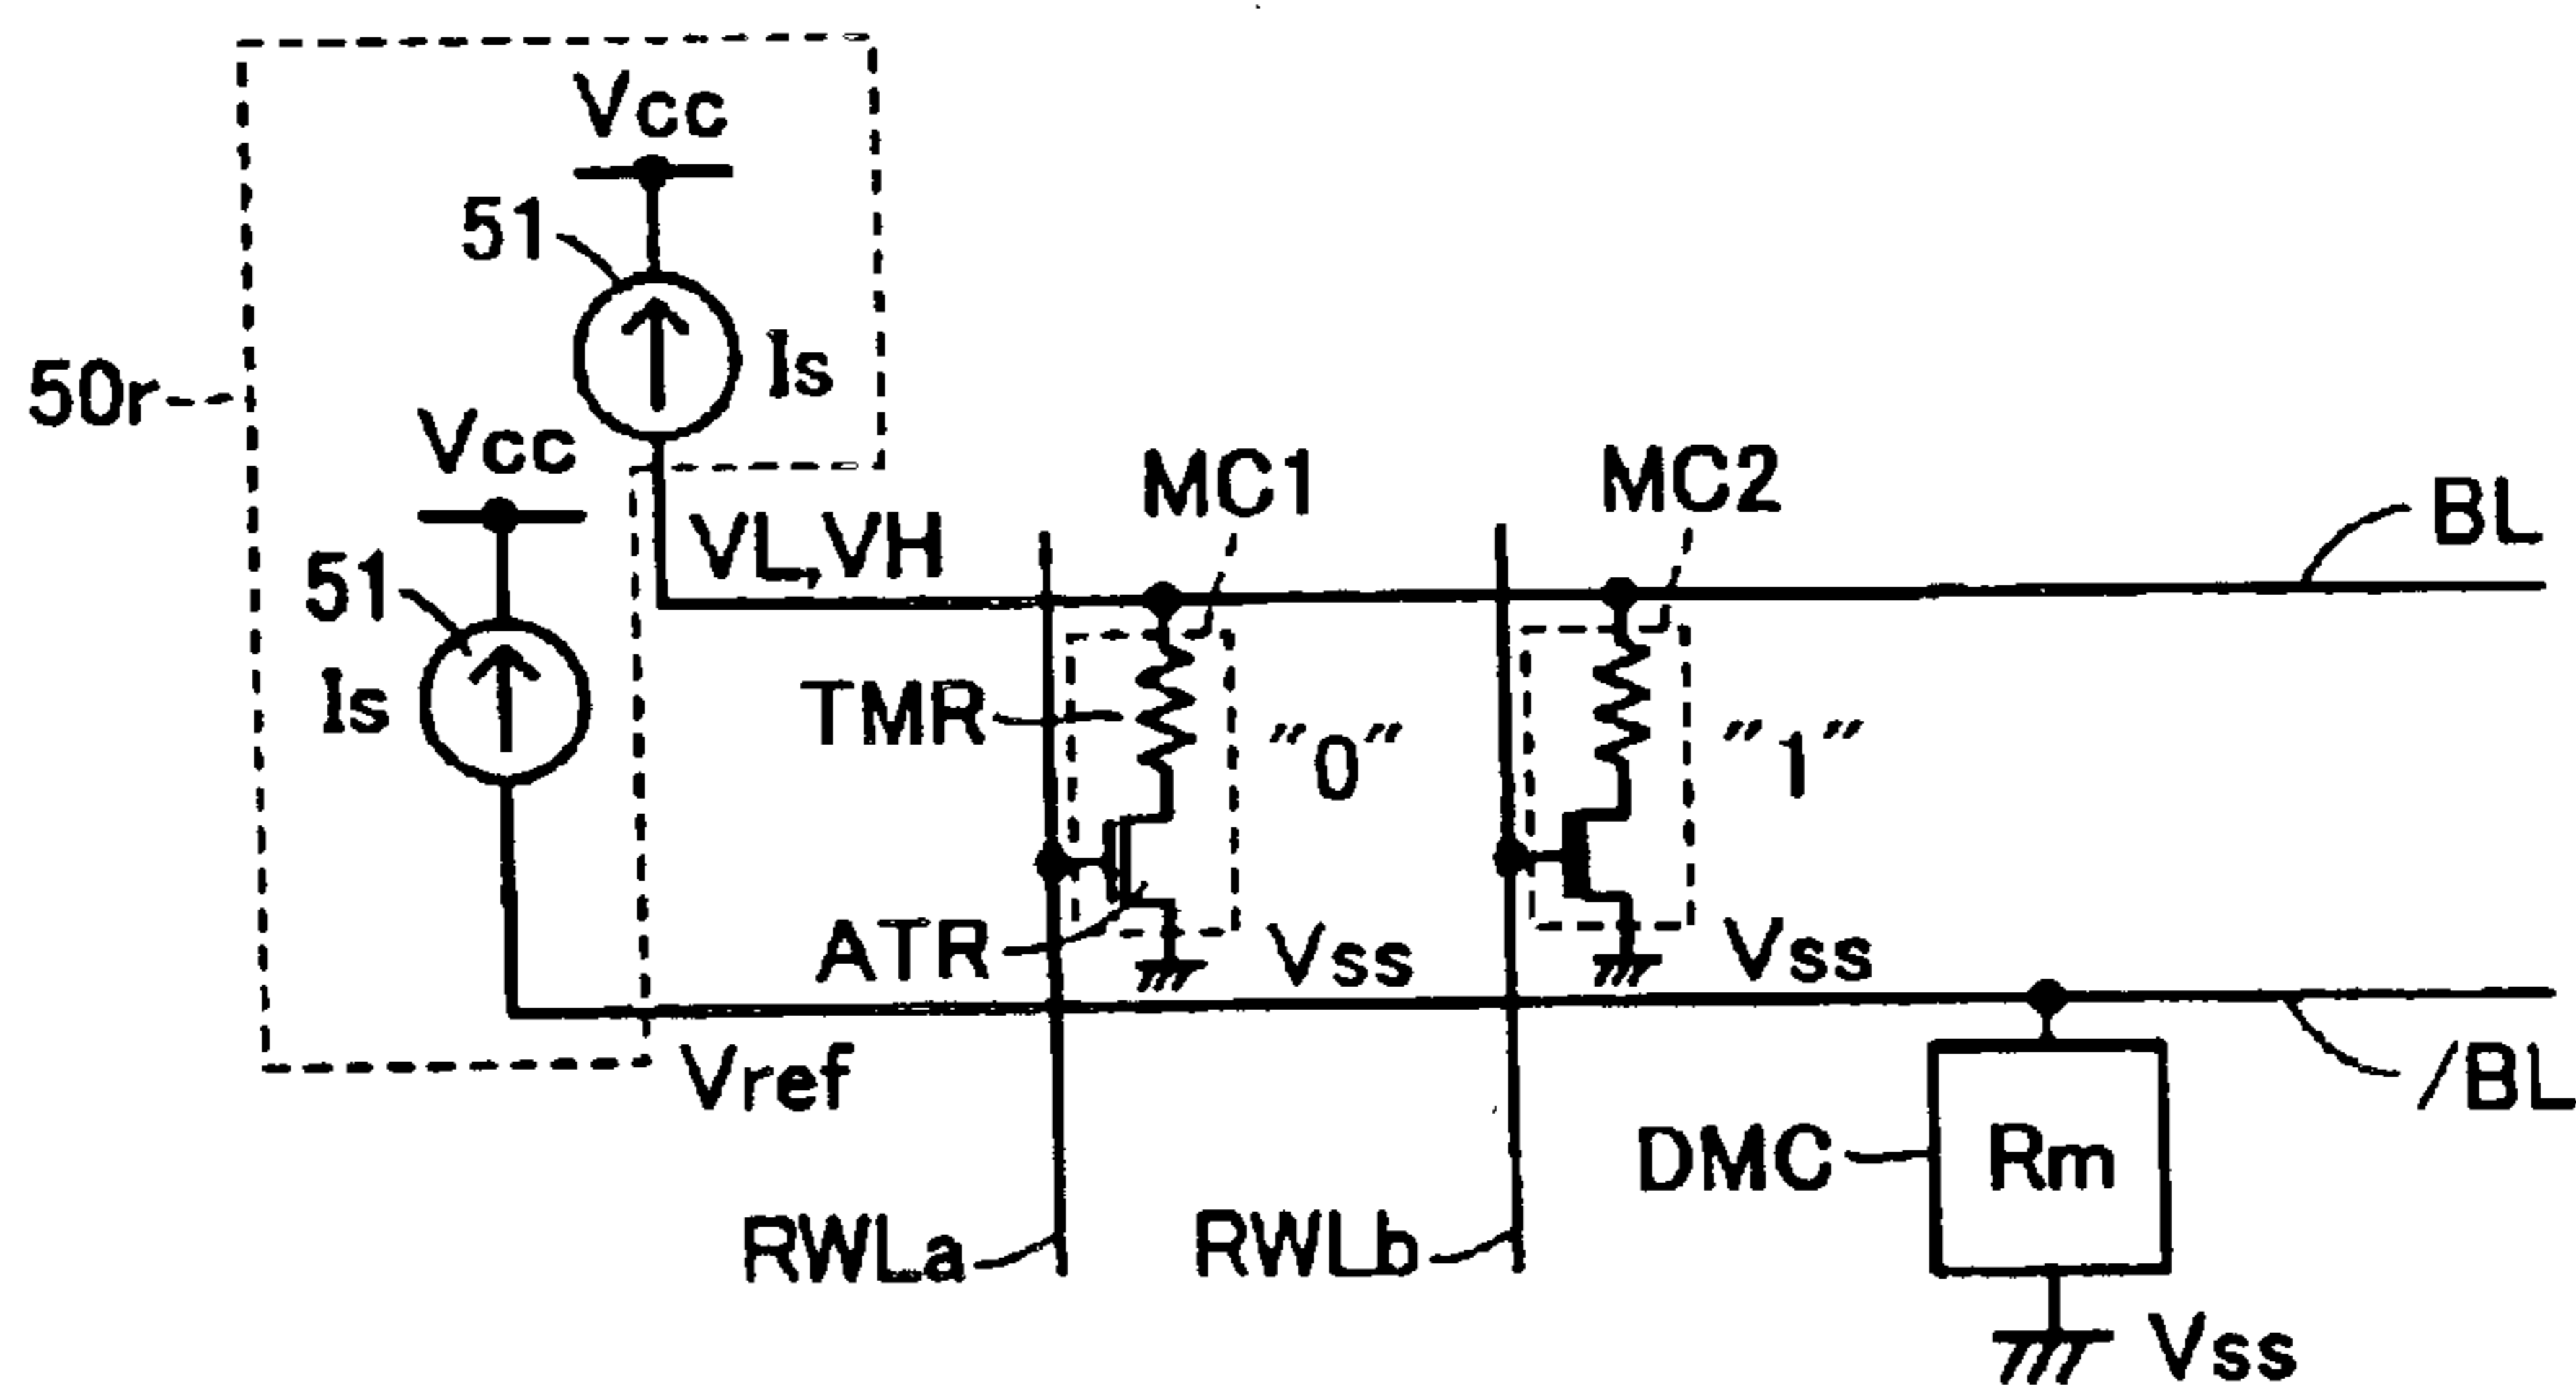 Vcc
51
Is
50r
Vcc
MC1
MC2
BL
VL,VH
51
Is
TMR
"0"
"1"
ATR
Vss
Vss
Vref
/BL
DMC
Rm
RWLa
RWLb
Vss